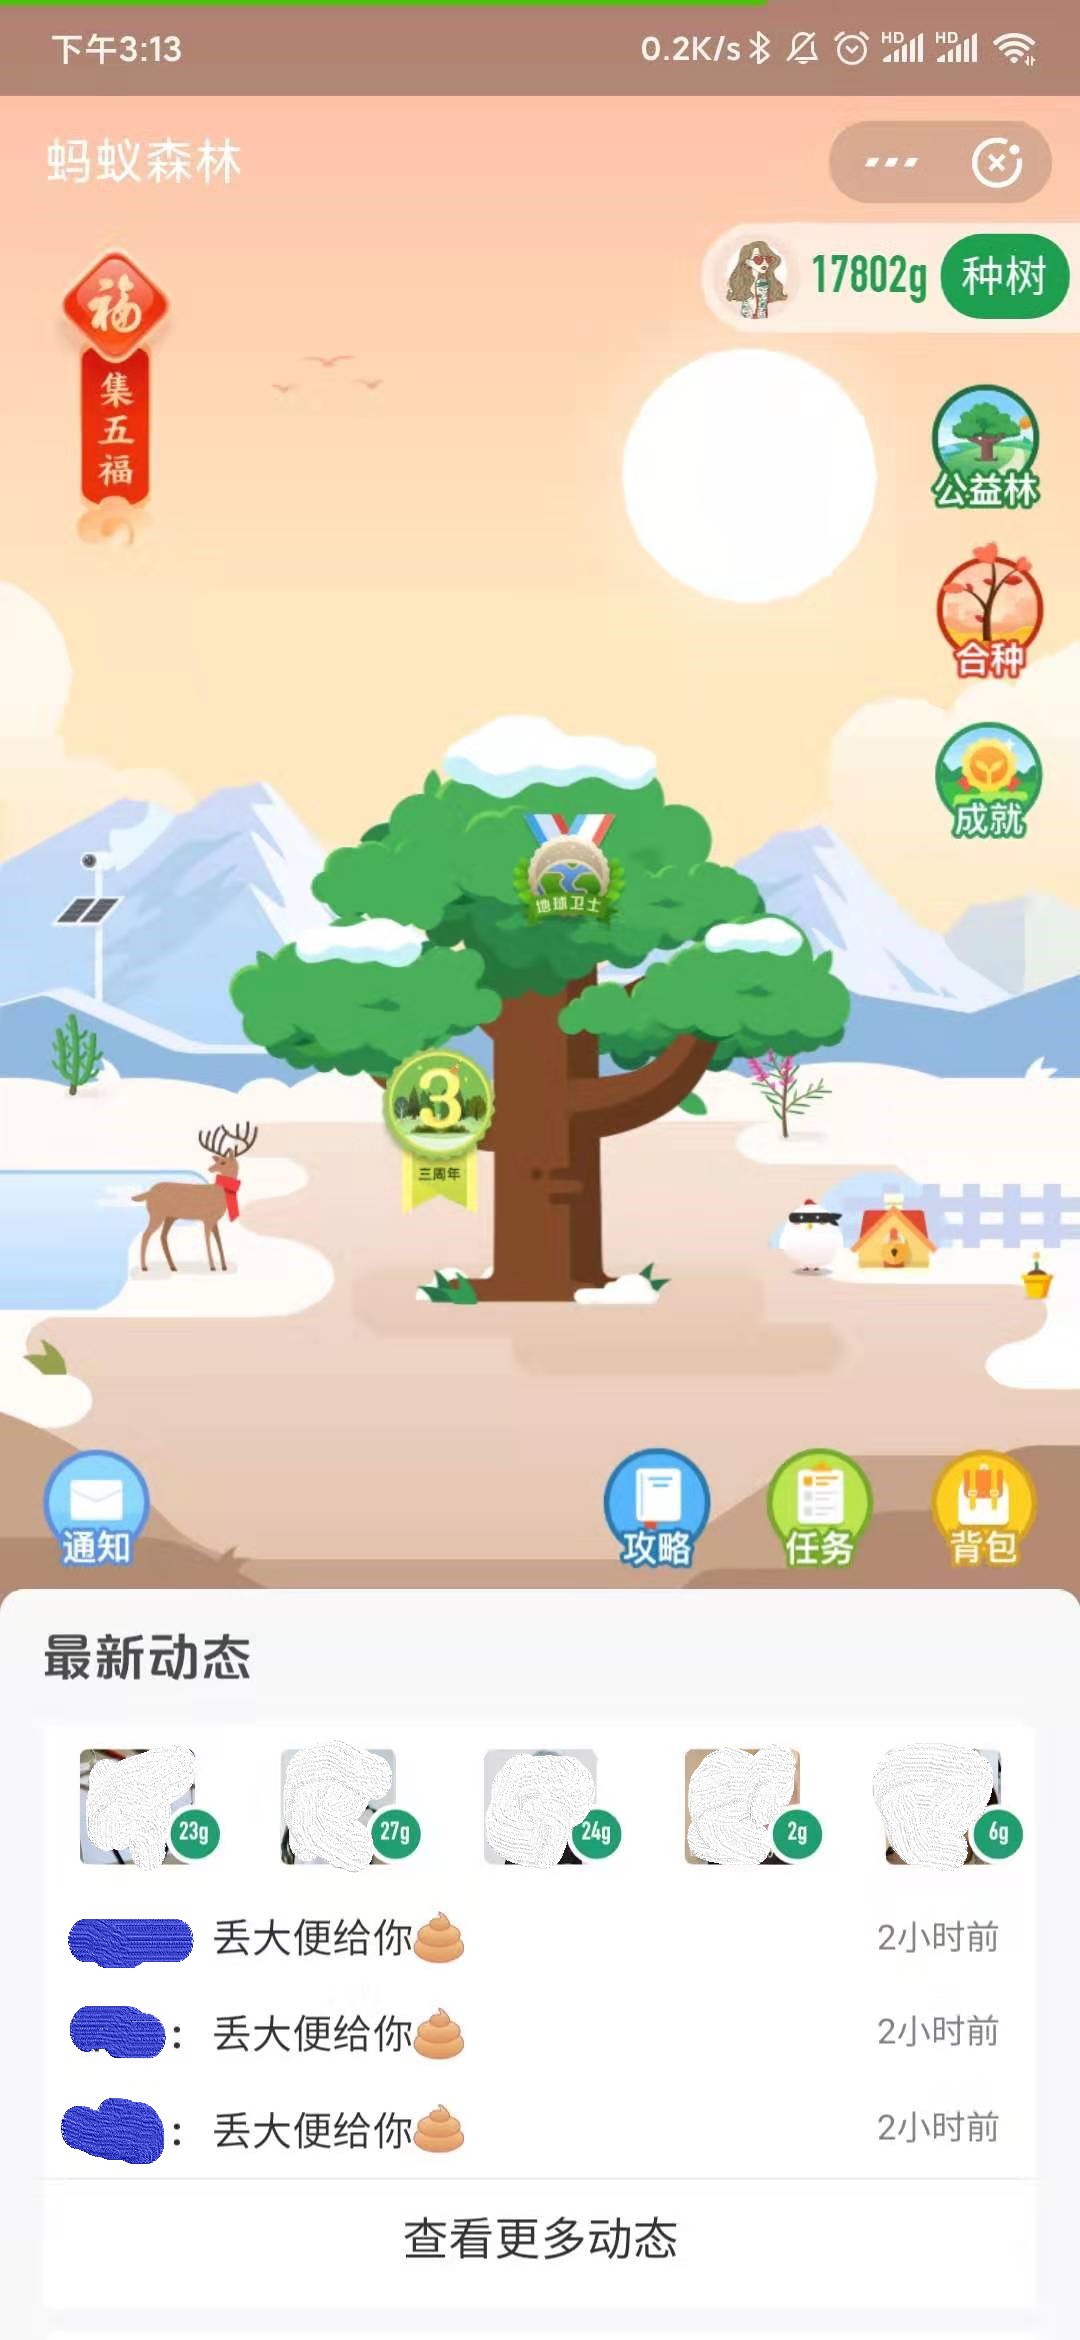 下午3:13
0.2K/s
HD
HD
蚂蚁森林
福
集五福
17802g
种树
公益林
合种
成就
地球卫士
3
三周年
通知
攻略
任务
背包
最新动态
23g
27g
24g
2g
6g
丢大便给你💩
2小时前
: 丢大便给你💩
2小时前
: 丢大便给你💩
2小时前
查看更多动态